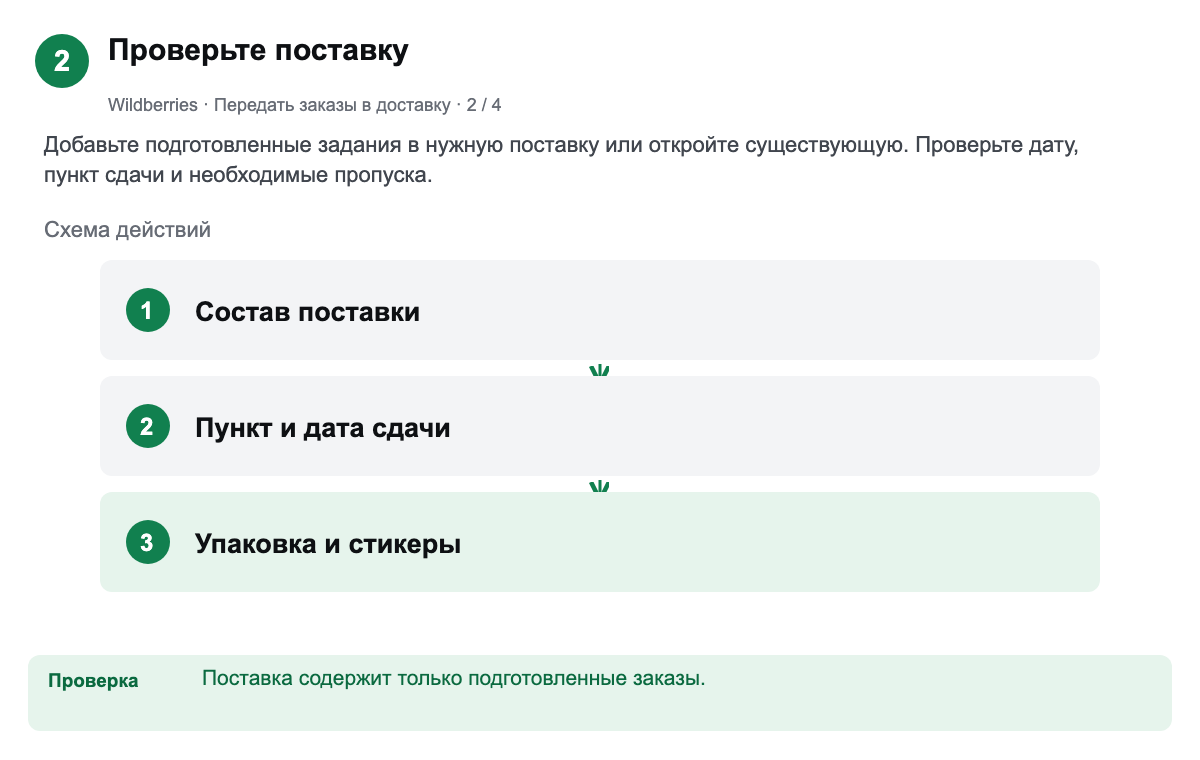 2
Проверьте поставку
Wildberries · Передать заказы в доставку · 2 / 4
Добавьте подготовленные задания в нужную поставку или откройте существующую. Проверьте дату,
пункт сдачи и необходимые пропуска.
Схема действий
1 Состав поставки
2 Пункт и дата сдачи
3 Упаковка и стикеры
Проверка Поставка содержит только подготовленные заказы.